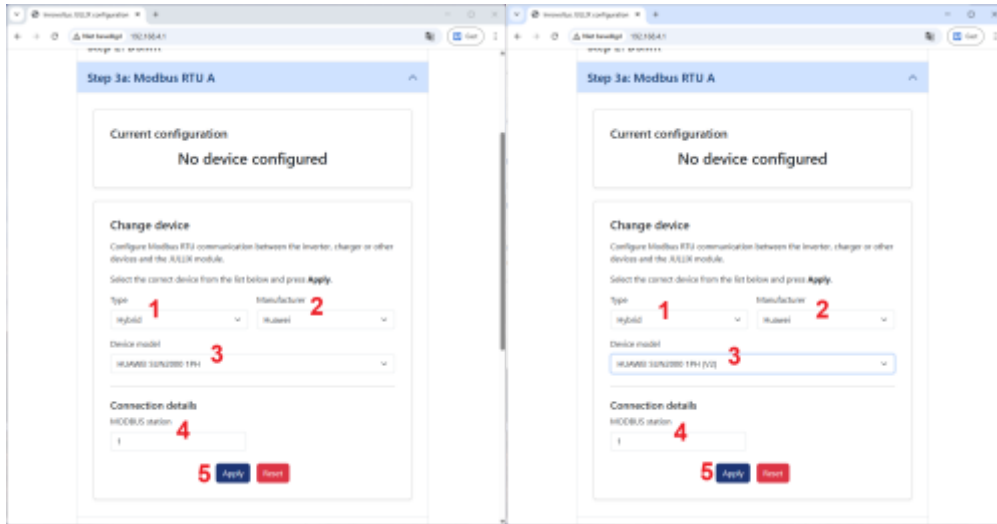 configuration
192.168.4.1
Step 3a: Modbus RTU A
Current configuration
No device configured
Change device
Configure Modbus RTU communication between the inverter, charger or other
devices and the module.
Select the correct device from the list below and press Apply.
Type 1 Manufacturer 2
Hybrid Huawei
Device model 3
HUAWEI SUN2000 1PH
Connection details
MODBUS station 4
1
5 Apply Reset
configuration
192.168.4.1
Step 3a: Modbus RTU A
Current configuration
No device configured
Change device
Configure Modbus RTU communication between the inverter, charger or other
devices and the module.
Select the correct device from the list below and press Apply.
Type 1 Manufacturer 2
Hybrid Huawei
Device model 3
HUAWEI SUN2000 1PH (V2)
Connection details
MODBUS station 4
1
5 Apply Reset